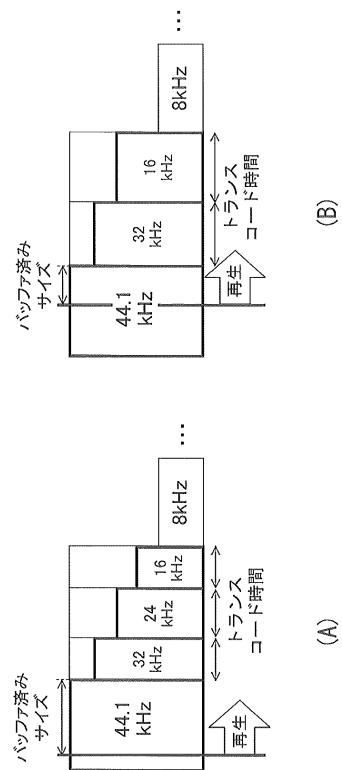 バッファ済み
サイズ
44.1
kHz
32
kHz
24
kHz
16
kHz
8kHz
…
再生
トランス
コード時間
(A)
バッファ済み
サイズ
44.1
kHz
32
kHz
16
kHz
8kHz
…
再生
トランス
コード時間
(B)